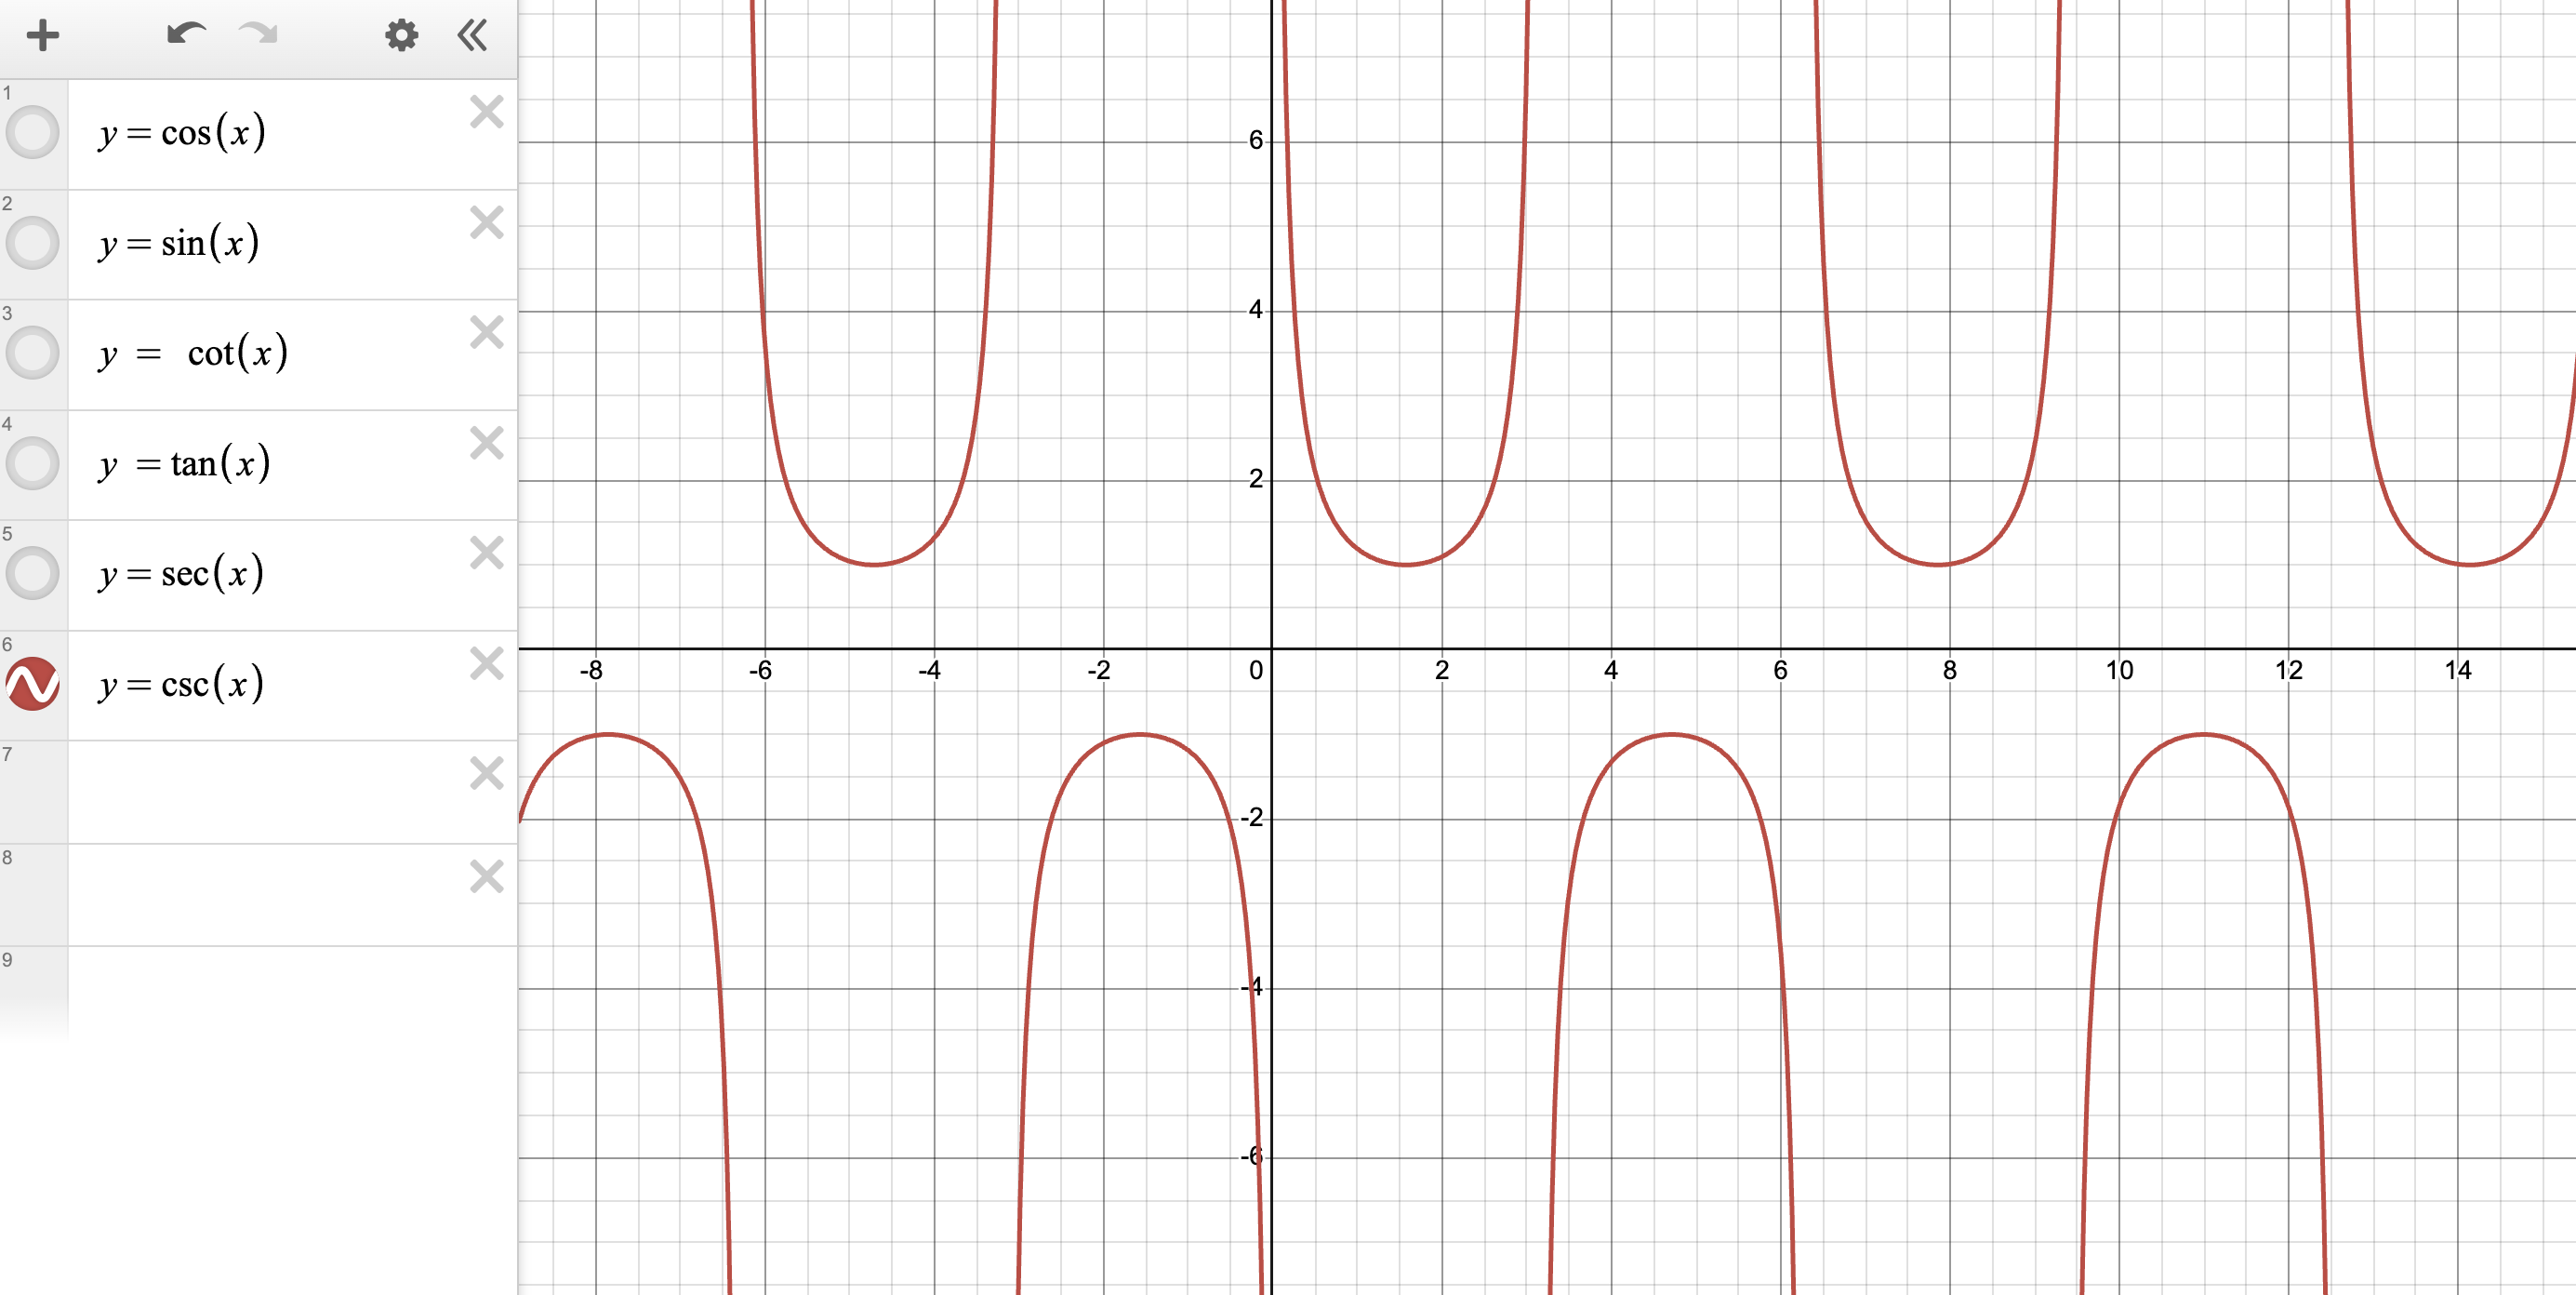 1
y = cos(x)
2
y = sin(x)
3
y = cot(x)
4
y = tan(x)
5
y = sec(x)
6
y = csc(x)
7
8
9
6
4
2
-8 -6 -4 -2 0 2 4 6 8 10 12 14
-2
-4
-6